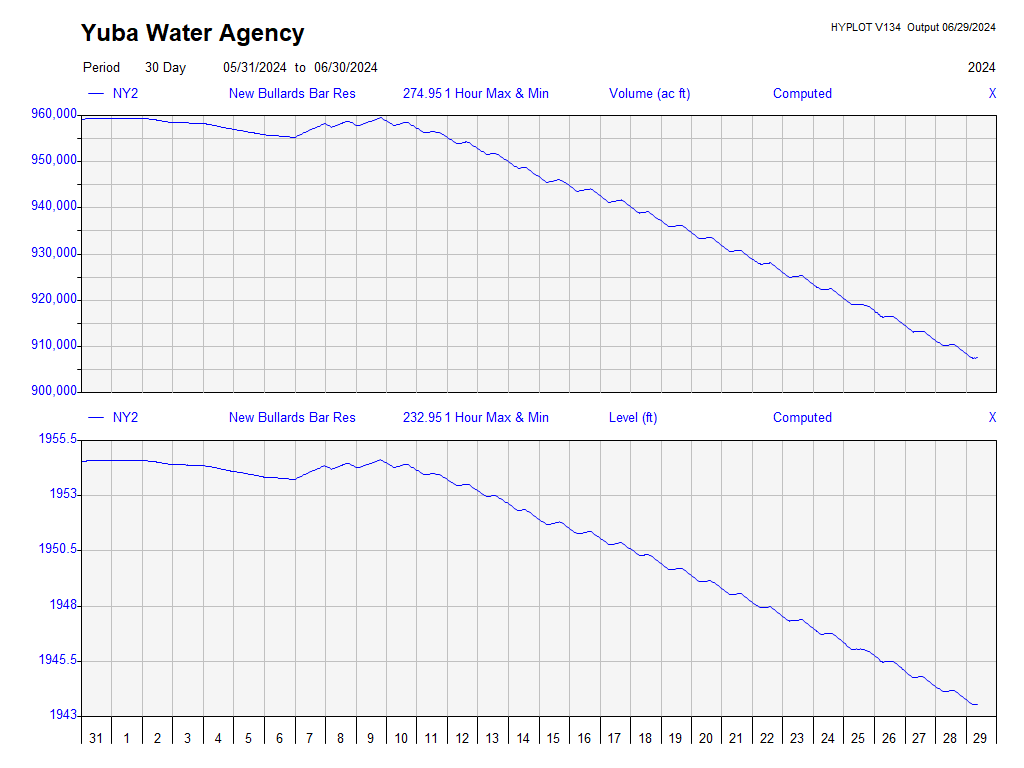 Yuba Water Agency
HYPLOT V134 Output 06/29/2024
Period 30 Day 05/31/2024 to 06/30/2024 2024
NY2 New Bullards Bar Res 274.95 1 Hour Max & Min Volume (ac ft) Computed X
960,000
950,000
940,000
930,000
920,000
910,000
900,000
NY2 New Bullards Bar Res 232.95 1 Hour Max & Min Level (ft) Computed X
1955.5
1953
1950.5
1948
1945.5
1943
31 1 2 3 4 5 6 7 8 9 10 11 12 13 14 15 16 17 18 19 20 21 22 23 24 25 26 27 28 29